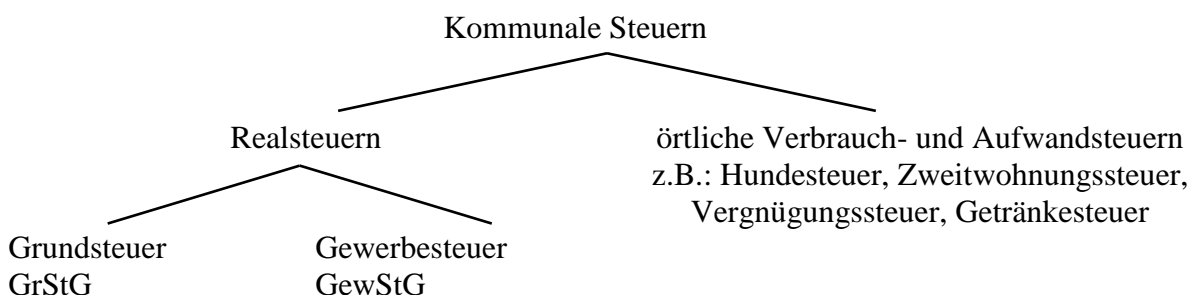 Kommunale Steuern
Realsteuern
örtliche Verbrauch- und Aufwandsteuern
z.B.: Hundesteuer, Zweitwohnungssteuer,
Vergnügungssteuer, Getränkesteuer
Grundsteuer
GrStG
Gewerbesteuer
GewStG